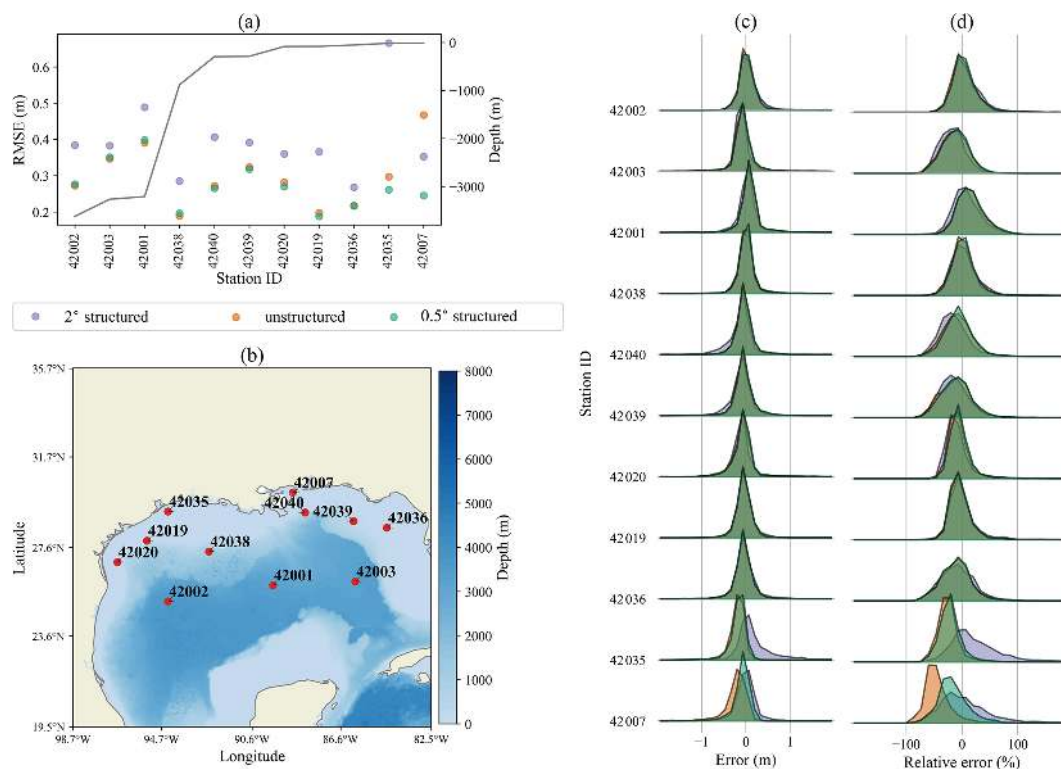 (a)
RMSE (m)
0.6
0.5
0.4
0.3
0.2
0
−1000
−2000
−3000
Depth (m)
42002
42003
42001
42038
42040
42039
42020
42019
42036
42035
42007
Station ID
2° structured
unstructured
0.5° structured
(b)
Latitude
35.7°N
31.7°N
27.6°N
23.6°N
19.5°N
98.7°W
94.7°W
90.6°W
86.6°W
82.5°W
Longitude
42007
42035
42040
42039
42036
42019
42038
42020
42001
42003
42002
8000
7000
6000
5000
4000
3000
2000
1000
0
Depth (m)
(c)
Station ID
42002
42003
42001
42038
42040
42039
42020
42019
42036
42035
42007
−1
0
1
Error (m)
(d)
−100
0
100
Relative error (%)